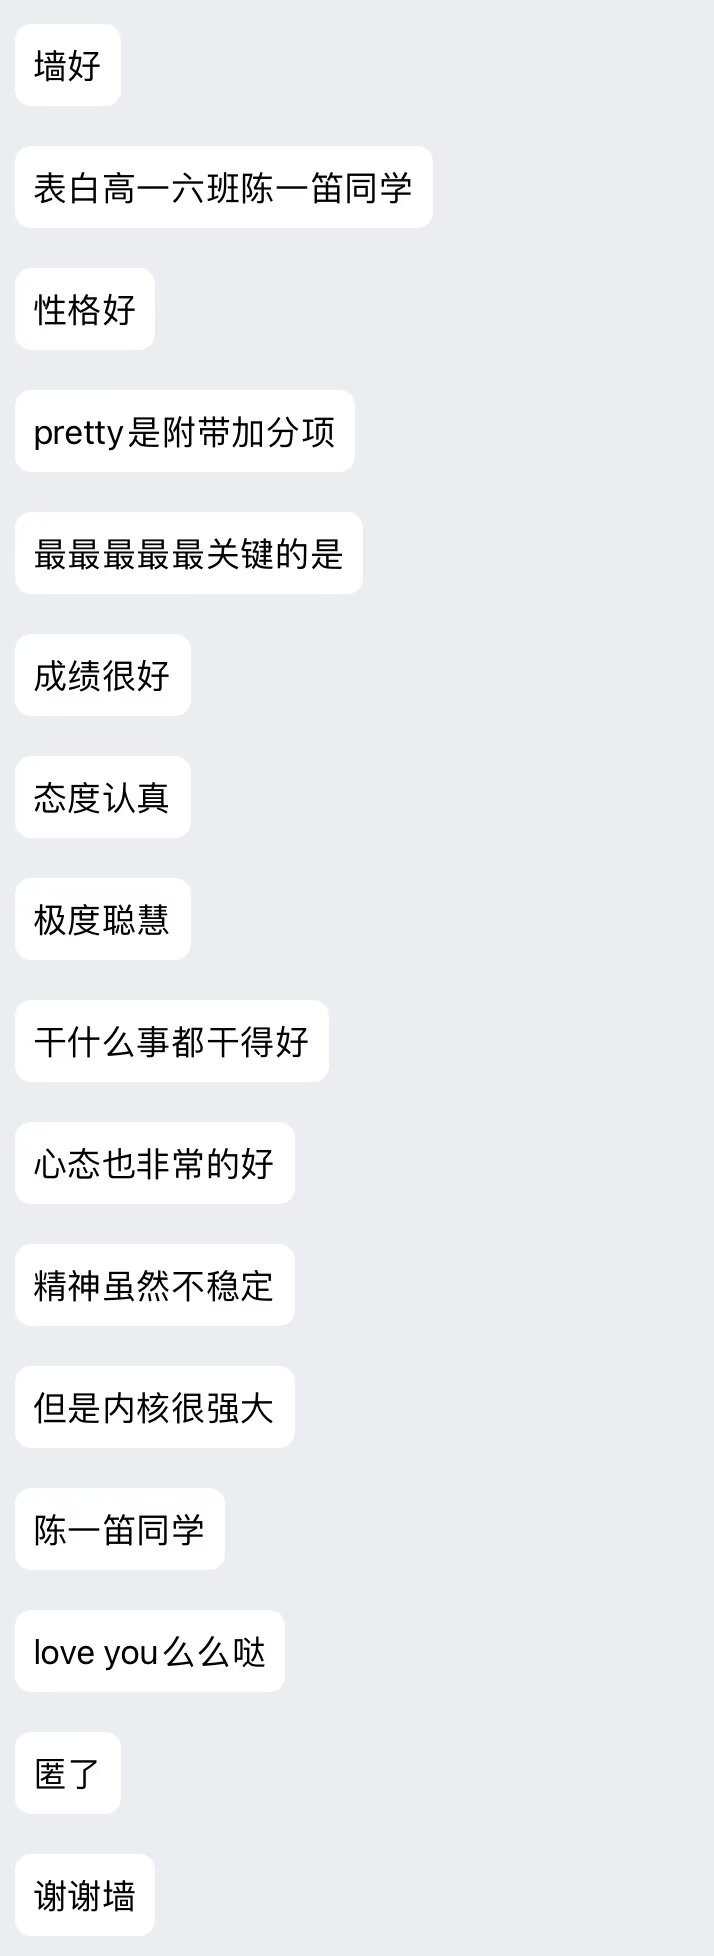 墙好
表白高一六班陈一笛同学
性格好
pretty是附带加分项
最最最最最关键的是
成绩很好
态度认真
极度聪慧
干什么事都干得好
心态也非常的好
精神虽然不稳定
但是内核很强大
陈一笛同学
love you么么哒
匿了
谢谢墙